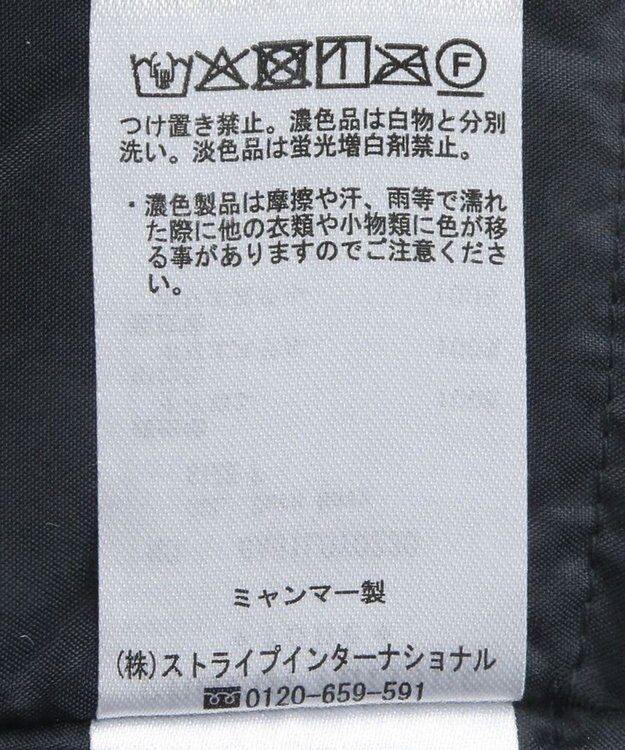 F
つけ置き禁止。濃色品は白物と分別
洗い。淡色品は蛍光増白剤禁止。
・濃色製品は摩擦や汗、雨等で濡れ
た際に他の衣類や小物類に色が移
る事がありますのでご注意くださ
い。
ミャンマー製
(株)ストライプインターナショナル
0120-659-591